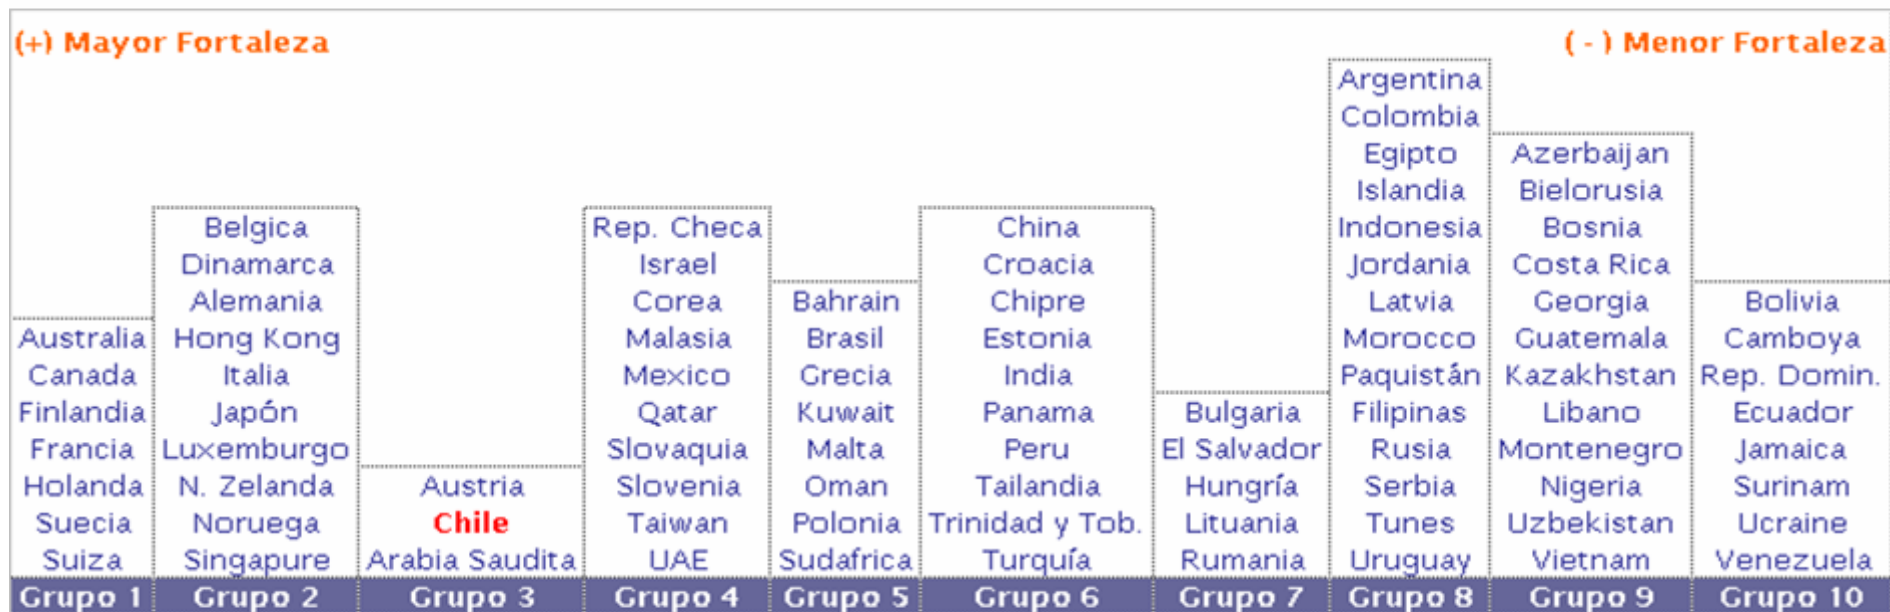 (+) Mayor Fortaleza
( - ) Menor Fortaleza
Australia
Canada
Finlandia
Francia
Holanda
Suecia
Suiza
Grupo 1
Belgica
Dinamarca
Alemania
Hong Kong
Italia
Japón
Luxemburgo
N. Zelanda
Noruega
Singapure
Grupo 2
Austria
Chile
Arabia Saudita
Grupo 3
Rep. Checa
Israel
Corea
Malasia
Mexico
Qatar
Slovaquia
Slovenia
Taiwan
UAE
Grupo 4
Bahrain
Brasil
Grecia
Kuwait
Malta
Oman
Polonia
Sudafrica
Grupo 5
China
Croacia
Chipre
Estonia
India
Panama
Peru
Tailandia
Trinidad y Tob.
Turquía
Grupo 6
Bulgaria
El Salvador
Hungría
Lituania
Rumania
Grupo 7
Argentina
Colombia
Egipto
Islandia
Indonesia
Jordania
Latvia
Morocco
Paquistán
Filipinas
Rusia
Serbia
Tunes
Uruguay
Grupo 8
Azerbaijan
Bielorusia
Bosnia
Costa Rica
Georgia
Guatemala
Kazakhstan
Libano
Montenegro
Nigeria
Uzbekistan
Vietnam
Grupo 9
Bolivia
Camboya
Rep. Domin.
Ecuador
Jamaica
Surinam
Ucraine
Venezuela
Grupo 10